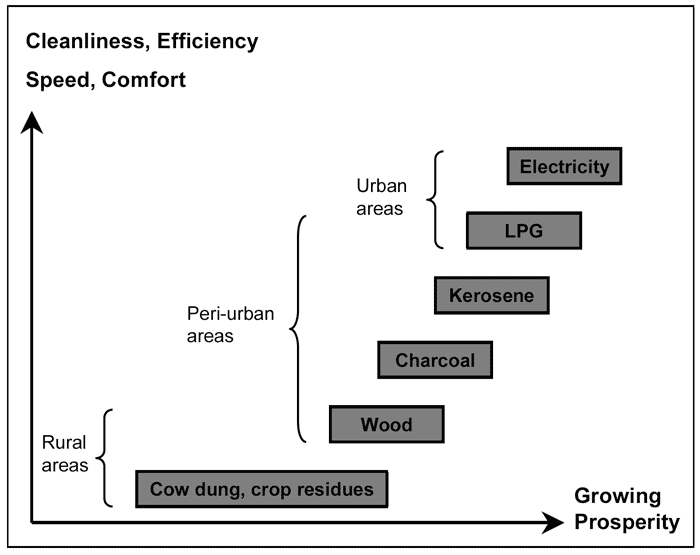 Cleanliness, Efficiency
Speed, Comfort
Electricity
Urban
areas
LPG
Kerosene
Peri-urban
areas
Charcoal
Wood
Rural
areas
Cow dung, crop residues
Growing
Prosperity